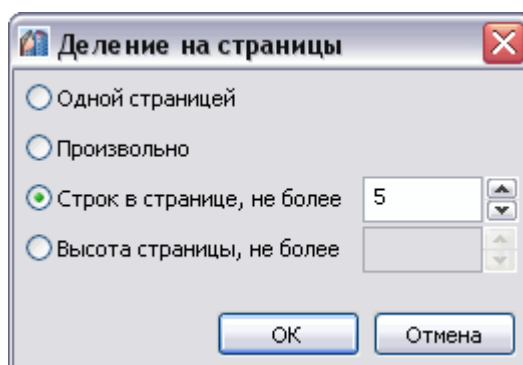 Деление на страницы
Одной страницей
Произвольно
Строк в странице, не более 5
Высота страницы, не более
ОК Отмена